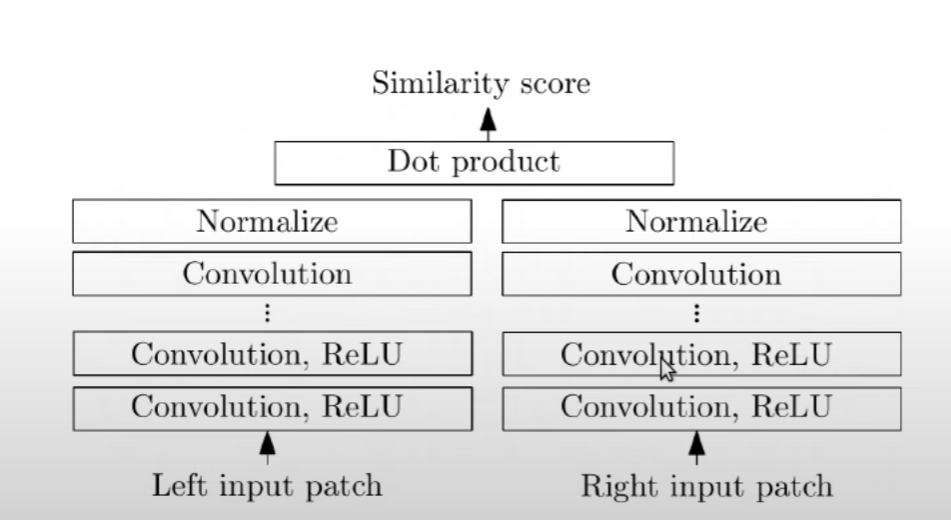 Similarity score
Dot product
Normalize
Normalize
Convolution
Convolution
⋮
⋮
Convolution, ReLU
Convolution, ReLU
Convolution, ReLU
Convolution, ReLU
Left input patch
Right input patch